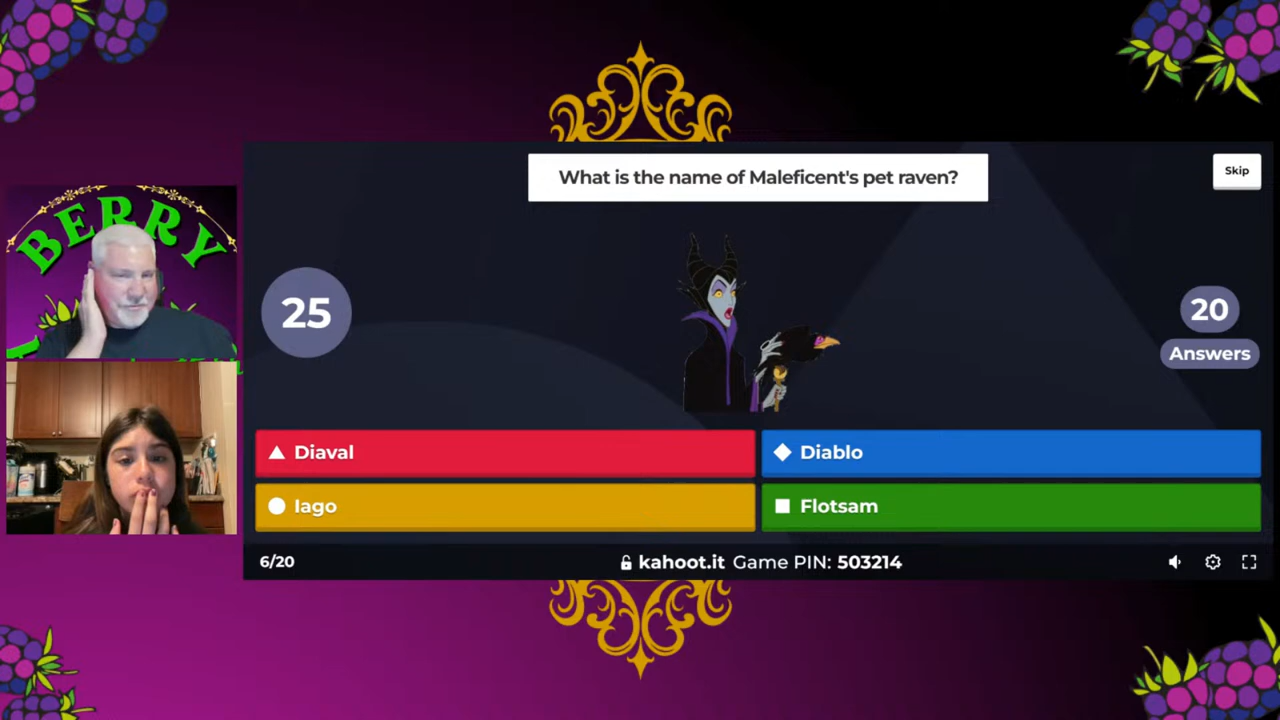 What is the name of Maleficent's pet raven?
Skip
BERRY
25
20
Answers
Diaval
Diablo
Iago
Flotsam
6/20
kahoot.it Game PIN: 503214